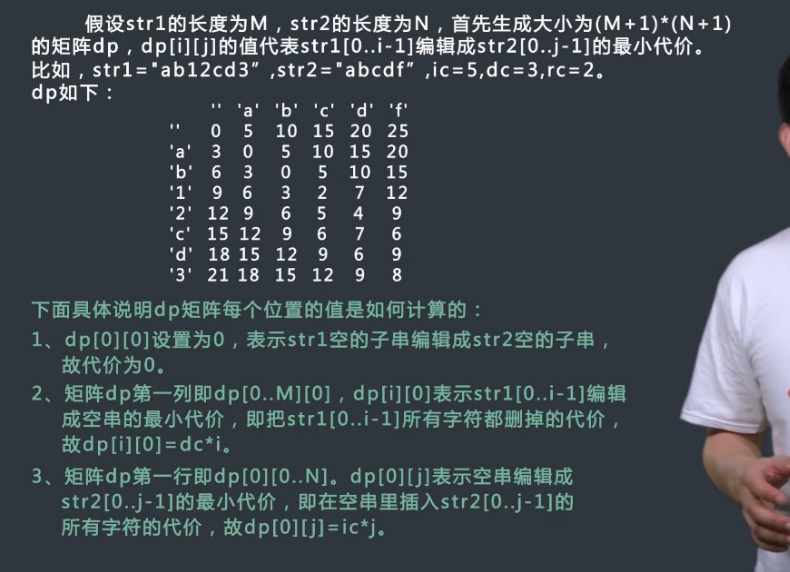 假设str1的长度为M，str2的长度为N，首先生成大小为(M+1)*(N+1)
的矩阵dp，dp[i][j]的值代表str1[0..i-1]编辑成str2[0..j-1]的最小代价。
比如，str1="ab12cd3”,str2="abcdf”,ic=5,dc=3,rc=2。
dp如下：
'' 'a' 'b' 'c' 'd' 'f'
'' 0 5 10 15 20 25
'a' 3 0 5 10 15 20
'b' 6 3 0 5 10 15
'1' 9 6 3 2 7 12
'2' 12 9 6 5 4 9
'c' 15 12 9 6 7 6
'd' 18 15 12 9 6 9
'3' 21 18 15 12 9 8
下面具体说明dp矩阵每个位置的值是如何计算的：
1、dp[0][0]设置为0，表示str1空的子串编辑成str2空的子串，
故代价为0。
2、矩阵dp第一列即dp[0..M][0]，dp[i][0]表示str1[0..i-1]编辑
成空串的最小代价，即把str1[0..i-1]所有字符都删掉的代价，
故dp[i][0]=dc*i。
3、矩阵dp第一行即dp[0][0..N]。dp[0][j]表示空串编辑成
str2[0..j-1]的最小代价，即在空串里插入str2[0..j-1]的
所有字符的代价，故dp[0][j]=ic*j。